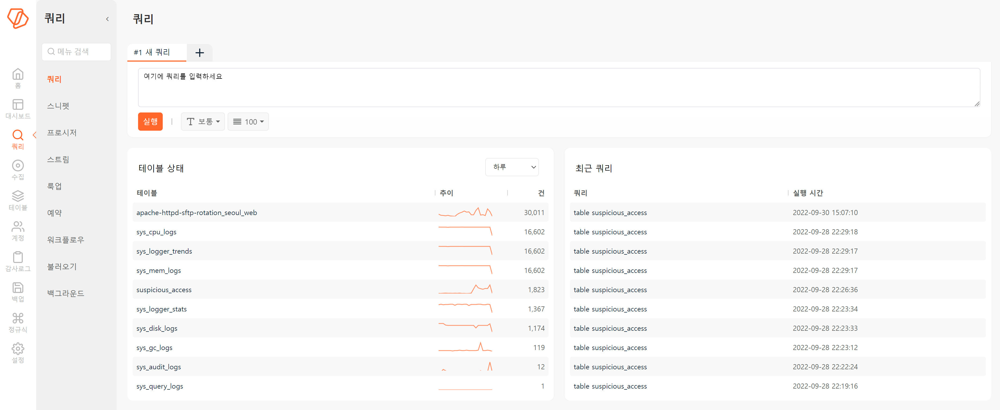 홈
대시보드
쿼리
수집
테이블
계정
감사로그
백업
정규식
설정
쿼리
메뉴 검색
쿼리
스니펫
프로시저
스트림
룩업
예약
워크플로우
불러오기
백그라운드
쿼리
#1 새 쿼리
여기에 쿼리를 입력하세요
실행 보통 100
테이블 상태 하루
테이블 추이 건
apache-httpd-sftp-rotation_seoul_web 30,011
sys_cpu_logs 16,602
sys_logger_trends 16,602
sys_mem_logs 16,602
suspicious_access 1,823
sys_logger_stats 1,367
sys_disk_logs 1,174
sys_gc_logs 119
sys_audit_logs 12
sys_query_logs 1
최근 쿼리
쿼리 실행 시간
table suspicious_access 2022-09-30 15:07:10
table suspicious_access 2022-09-28 22:29:18
table suspicious_access 2022-09-28 22:29:17
table suspicious_access 2022-09-28 22:29:17
table suspicious_access 2022-09-28 22:26:36
table suspicious_access 2022-09-28 22:23:34
table suspicious_access 2022-09-28 22:23:33
table suspicious_access 2022-09-28 22:23:12
table suspicious_access 2022-09-28 22:22:24
table suspicious_access 2022-09-28 22:19:16